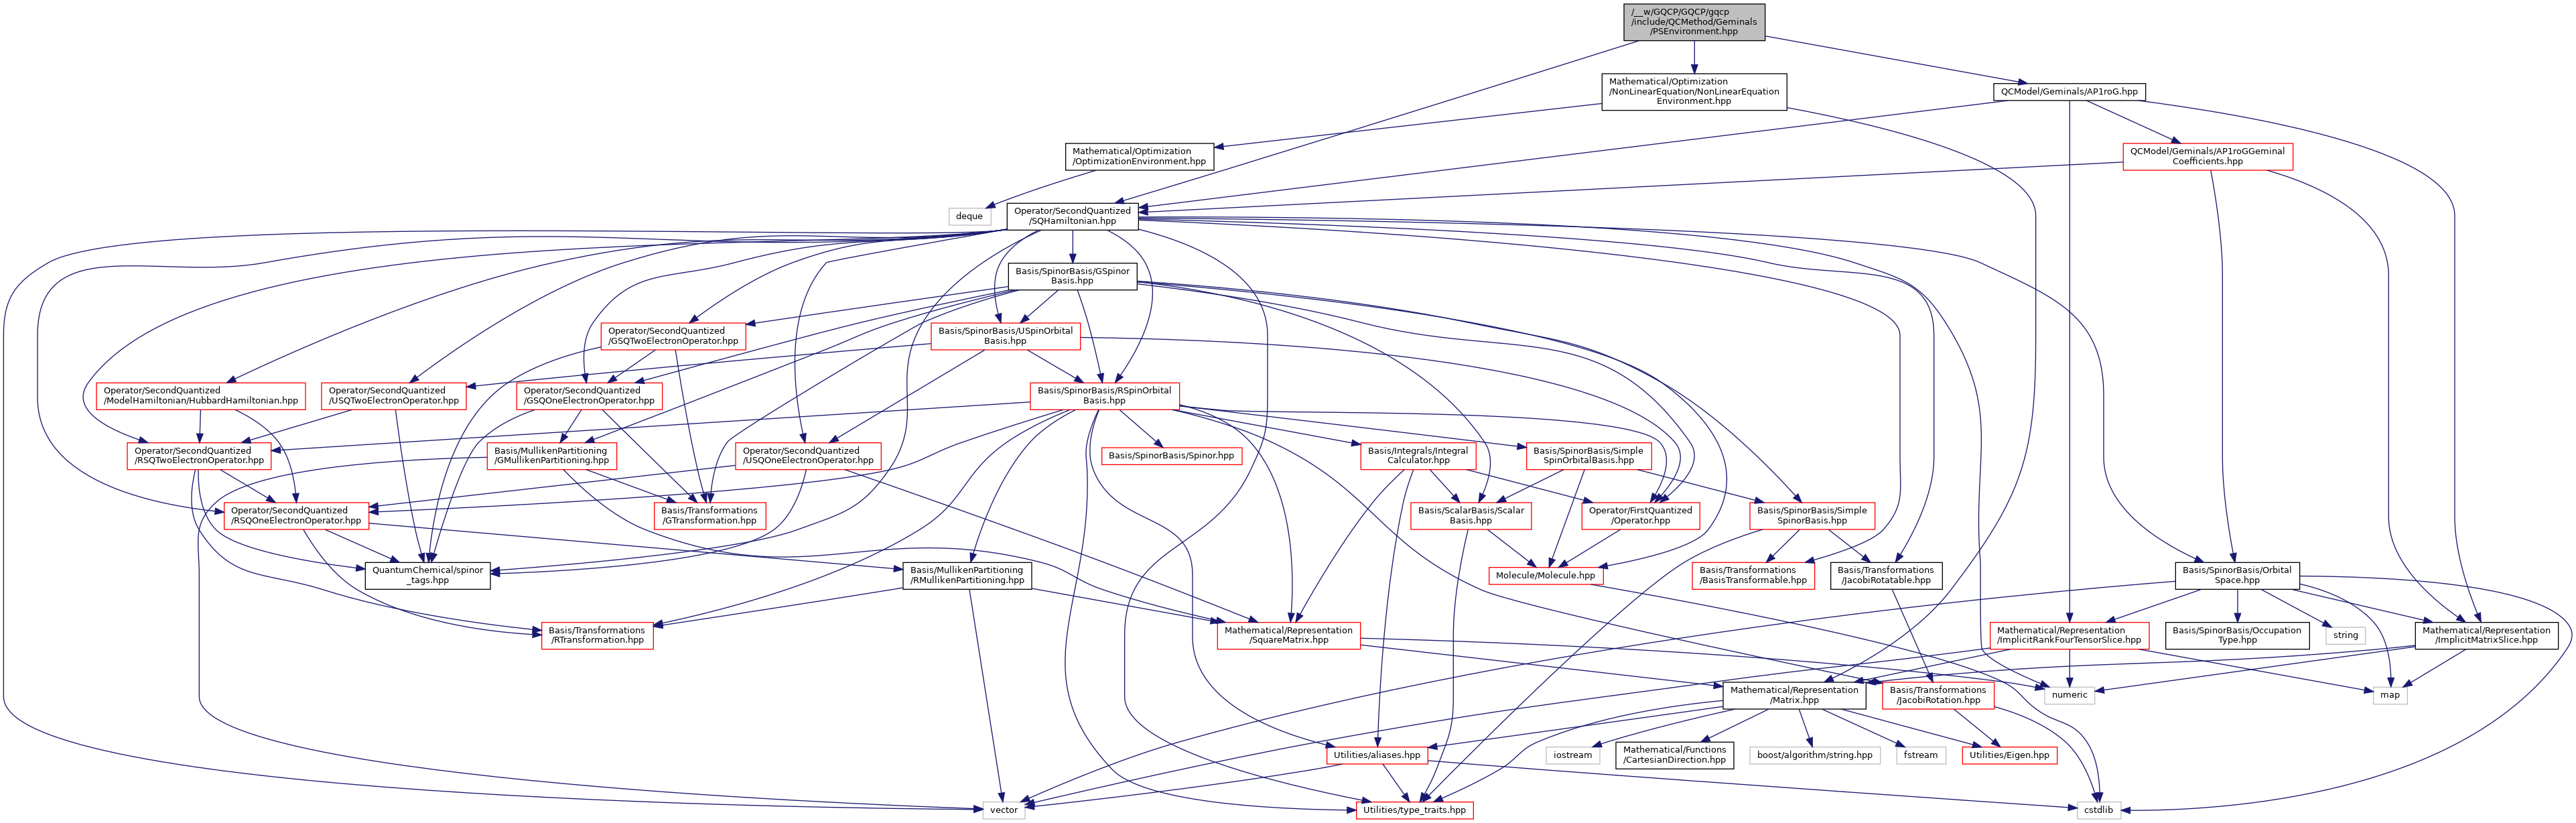 /__w/GQCP/GQCP/gqcp
/include/QCMethod/Geminals
/PSEnvironment.hpp
Mathematical/Optimization
/NonLinearEquation/NonLinearEquation
Environment.hpp
QCModel/Geminals/AP1roG.hpp
Mathematical/Optimization
/OptimizationEnvironment.hpp
QCModel/Geminals/AP1roGGeminal
Coefficients.hpp
deque
Operator/SecondQuantized
/SQHamiltonian.hpp
Basis/SpinorBasis/GSpinor
Basis.hpp
Operator/SecondQuantized
/GSQTwoElectronOperator.hpp
Basis/SpinorBasis/USpinOrbital
Basis.hpp
Operator/SecondQuantized
/ModelHamiltonian/HubbardHamiltonian.hpp
Operator/SecondQuantized
/USQTwoElectronOperator.hpp
Operator/SecondQuantized
/GSQOneElectronOperator.hpp
Basis/SpinorBasis/RSpinOrbital
Basis.hpp
Operator/SecondQuantized
/RSQTwoElectronOperator.hpp
Basis/MullikenPartitioning
/GMullikenPartitioning.hpp
Operator/SecondQuantized
/USQOneElectronOperator.hpp
Basis/SpinorBasis/Spinor.hpp
Basis/Integrals/Integral
Calculator.hpp
Basis/SpinorBasis/Simple
SpinOrbitalBasis.hpp
Operator/SecondQuantized
/RSQOneElectronOperator.hpp
Basis/Transformations
/GTransformation.hpp
Basis/ScalarBasis/Scalar
Basis.hpp
Operator/FirstQuantized
/Operator.hpp
Basis/SpinorBasis/Simple
SpinorBasis.hpp
QuantumChemical/spinor
_tags.hpp
Basis/MullikenPartitioning
/RMullikenPartitioning.hpp
Molecule/Molecule.hpp
Basis/Transformations
/BasisTransformable.hpp
Basis/Transformations
/JacobiRotatable.hpp
Basis/SpinorBasis/Orbital
Space.hpp
Basis/Transformations
/RTransformation.hpp
Mathematical/Representation
/SquareMatrix.hpp
Mathematical/Representation
/ImplicitRankFourTensorSlice.hpp
Basis/SpinorBasis/Occupation
Type.hpp
string
Mathematical/Representation
/ImplicitMatrixSlice.hpp
Mathematical/Representation
/Matrix.hpp
Basis/Transformations
/JacobiRotation.hpp
numeric
map
Utilities/aliases.hpp
iostream
Mathematical/Functions
/CartesianDirection.hpp
boost/algorithm/string.hpp
fstream
Utilities/Eigen.hpp
vector
Utilities/type_traits.hpp
cstdlib